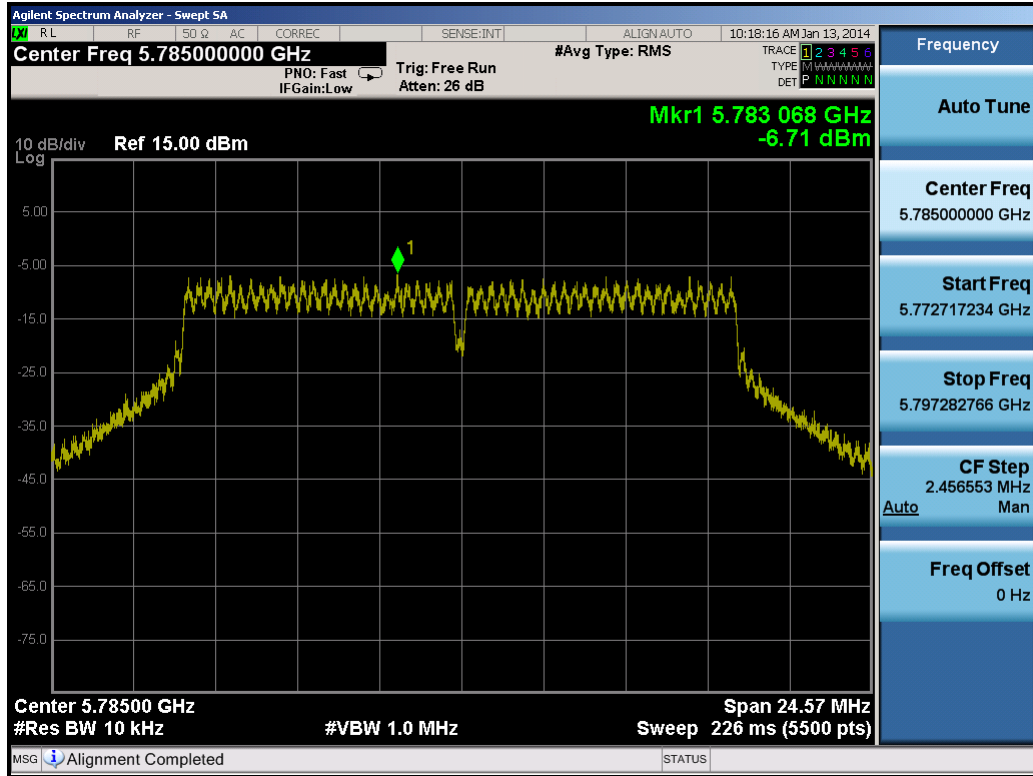 Agilent Spectrum Analyzer - Swept SA
LXI RL RF 50 Ω AC CORREC SENSE:INT ALIGN AUTO 10:18:16 AM Jan 13, 2014
Center Freq 5.785000000 GHz
PNO: Fast
IFGain:Low
Trig: Free Run
Atten: 26 dB
#Avg Type: RMS
TRACE 1 2 3 4 5 6
TYPE M WWWWW
DET P N N N N N
Mkr1 5.783 068 GHz
-6.71 dBm
10 dB/div Ref 15.00 dBm
Log
5.00
1
-5.00
-15.0
-25.0
-35.0
-45.0
-55.0
-65.0
-75.0
Center 5.78500 GHz Span 24.57 MHz
#Res BW 10 kHz #VBW 1.0 MHz Sweep 226 ms (5500 pts)
MSG Alignment Completed STATUS
Frequency
Auto Tune
Center Freq
5.785000000 GHz
Start Freq
5.772717234 GHz
Stop Freq
5.797282766 GHz
CF Step
2.456553 MHz
Auto Man
Freq Offset
0 Hz